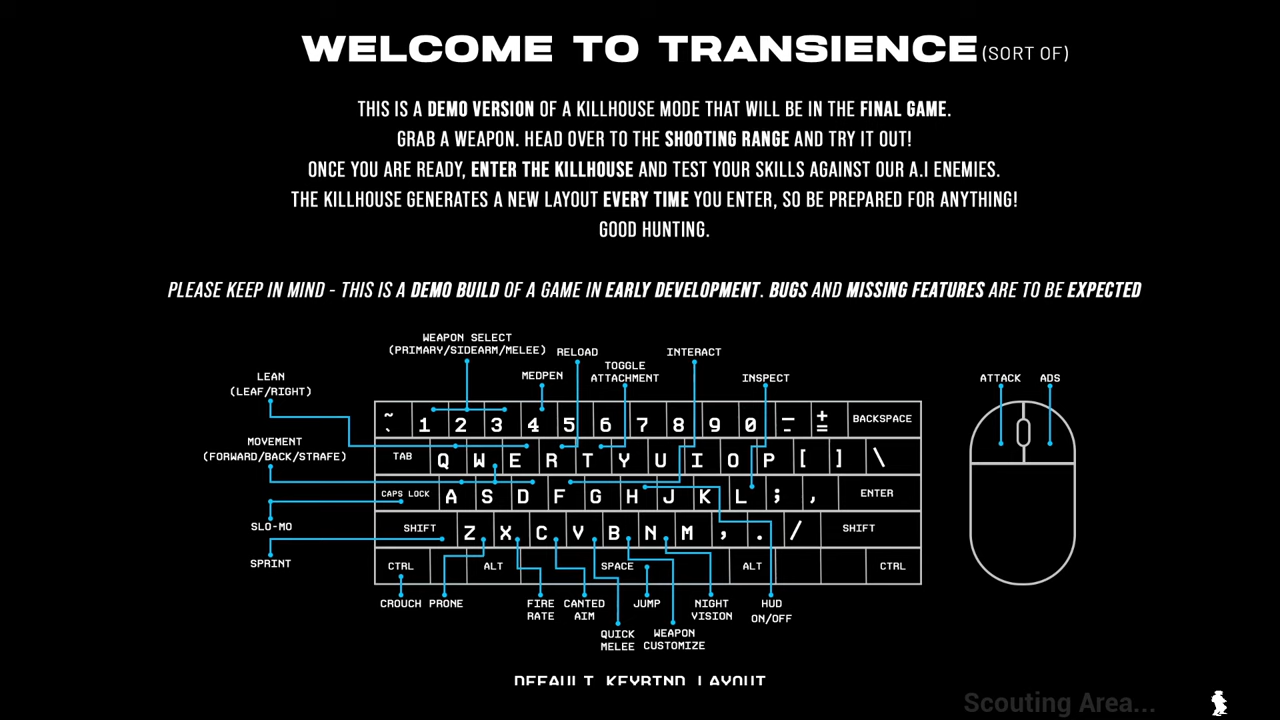 WELCOME TO TRANSIENCE (SORT OF)
THIS IS A DEMO VERSION OF A KILLHOUSE MODE THAT WILL BE IN THE FINAL GAME.
GRAB A WEAPON. HEAD OVER TO THE SHOOTING RANGE AND TRY IT OUT!
ONCE YOU ARE READY, ENTER THE KILLHOUSE AND TEST YOUR SKILLS AGAINST OUR A.I ENEMIES.
THE KILLHOUSE GENERATES A NEW LAYOUT EVERY TIME YOU ENTER, SO BE PREPARED FOR ANYTHING!
GOOD HUNTING.
PLEASE KEEP IN MIND - THIS IS A DEMO BUILD OF A GAME IN EARLY DEVELOPMENT. BUGS AND MISSING FEATURES ARE TO BE EXPECTED
WEAPON SELECT
(PRIMARY/SIDEARM/MELEE)
RELOAD
INTERACT
TOGGLE
ATTACHMENT
MEDPEN
INSPECT
LEAN
(LEAF/RIGHT)
ATTACK
ADS
~ ` 1 2 3 4 5 6 7 8 9 0 _ - + = BACKSPACE
MOVEMENT
(FORWARD/BACK/STRAFE)
TAB Q W E R T Y U I O P [ ] \
CAPS LOCK A S D F G H J K L ; , ENTER
SLO-MO
SHIFT Z X C V B N M , . / SHIFT
SPRINT
CTRL ALT SPACE ALT CTRL
CROUCH
PRONE
FIRE
RATE
CANTED
AIM
JUMP
NIGHT
VISION
HUD
ON/OFF
QUICK
MELEE
WEAPON
CUSTOMIZE
DEFAULT KEYBIND LAYOUT
Scouting Area...